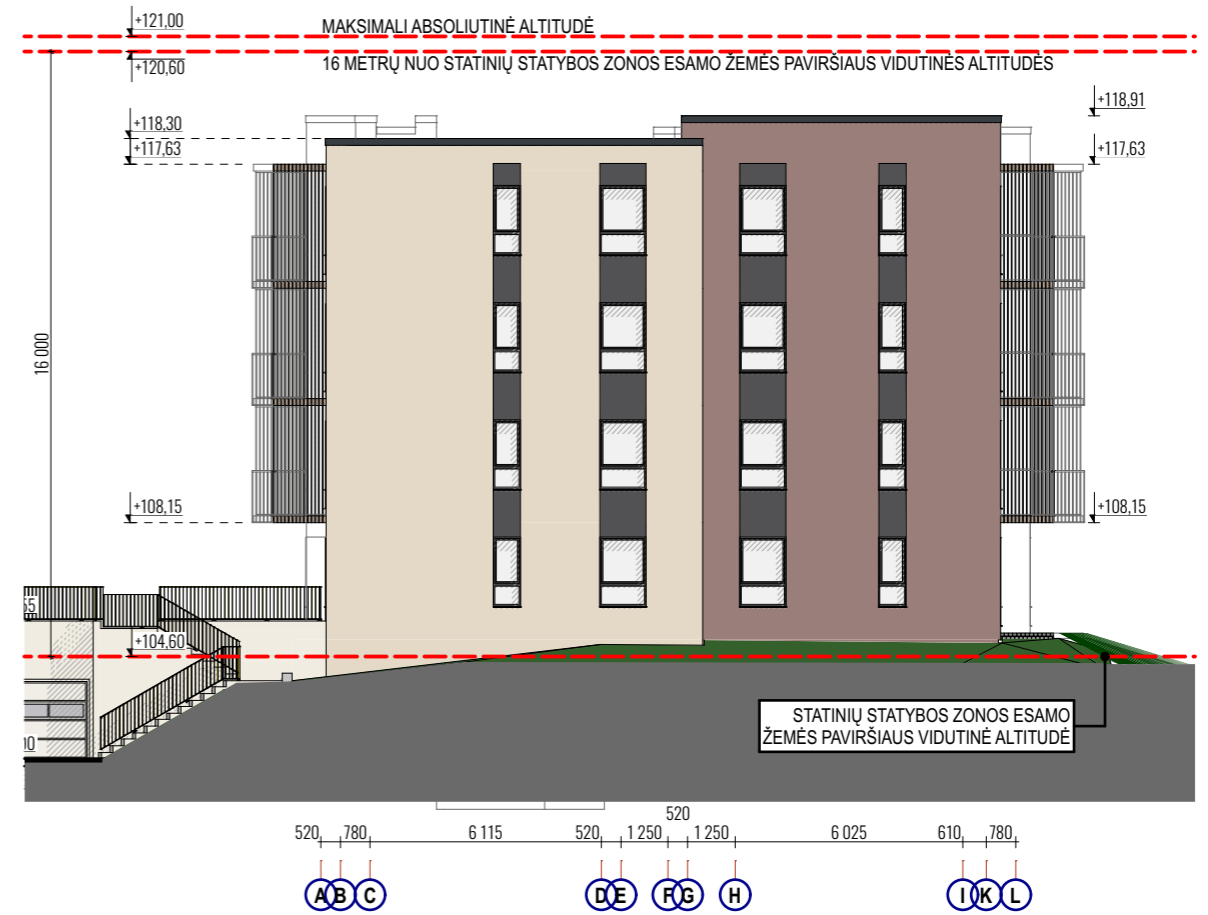 +121,00
MAKSIMALI ABSOLIUTINĖ ALTITUDĖ
+120,60
16 METRŲ NUO STATINIŲ STATYBOS ZONOS ESAMO ŽEMĖS PAVIRŠIAUS VIDUTINĖS ALTITUDĖS
+118,91
+118,30
+117,63
+117,63
16 000
+108,15
+108,15
55
+104,60
STATINIŲ STATYBOS ZONOS ESAMO
ŽEMĖS PAVIRŠIAUS VIDUTINĖ ALTITUDĖ
00
520
520 780 6 115 520 1 250 1 250 6 025 610 780
A B C D E F G H I K L